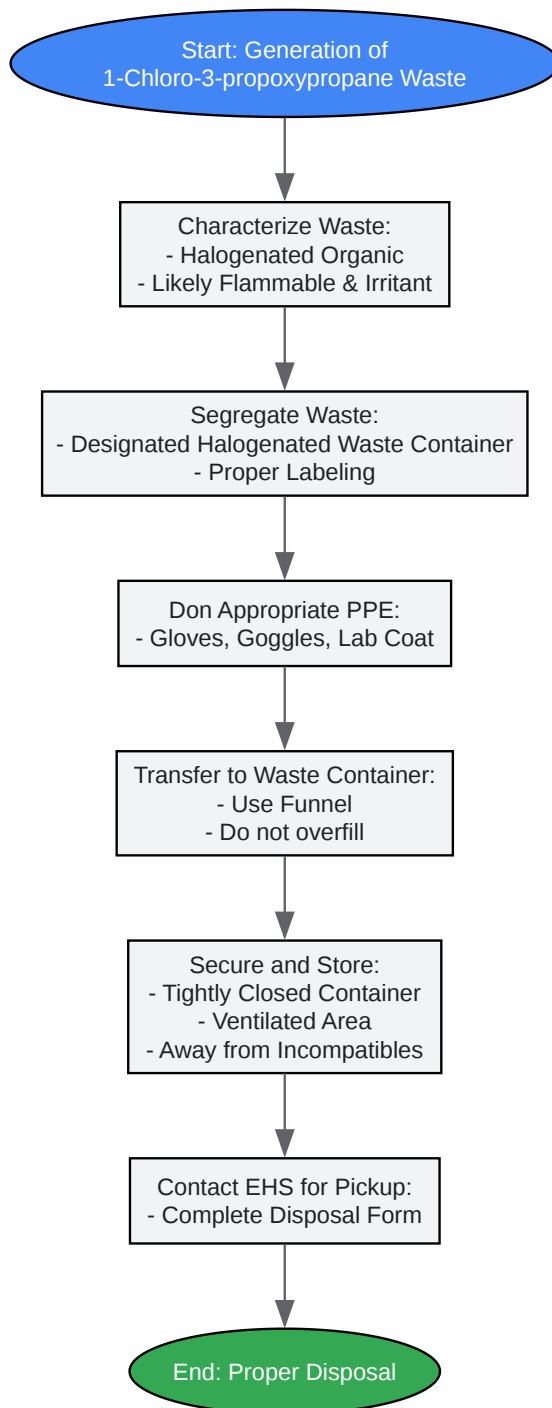 Start: Generation of
1-Chloro-3-propoxypropane Waste
Characterize Waste:
- Halogenated Organic
- Likely Flammable & Irritant
Segregate Waste:
- Designated Halogenated Waste Container
- Proper Labeling
Don Appropriate PPE:
- Gloves, Goggles, Lab Coat
Transfer to Waste Container:
- Use Funnel
- Do not overfill
Secure and Store:
- Tightly Closed Container
- Ventilated Area
- Away from Incompatibles
Contact EHS for Pickup:
- Complete Disposal Form
End: Proper Disposal